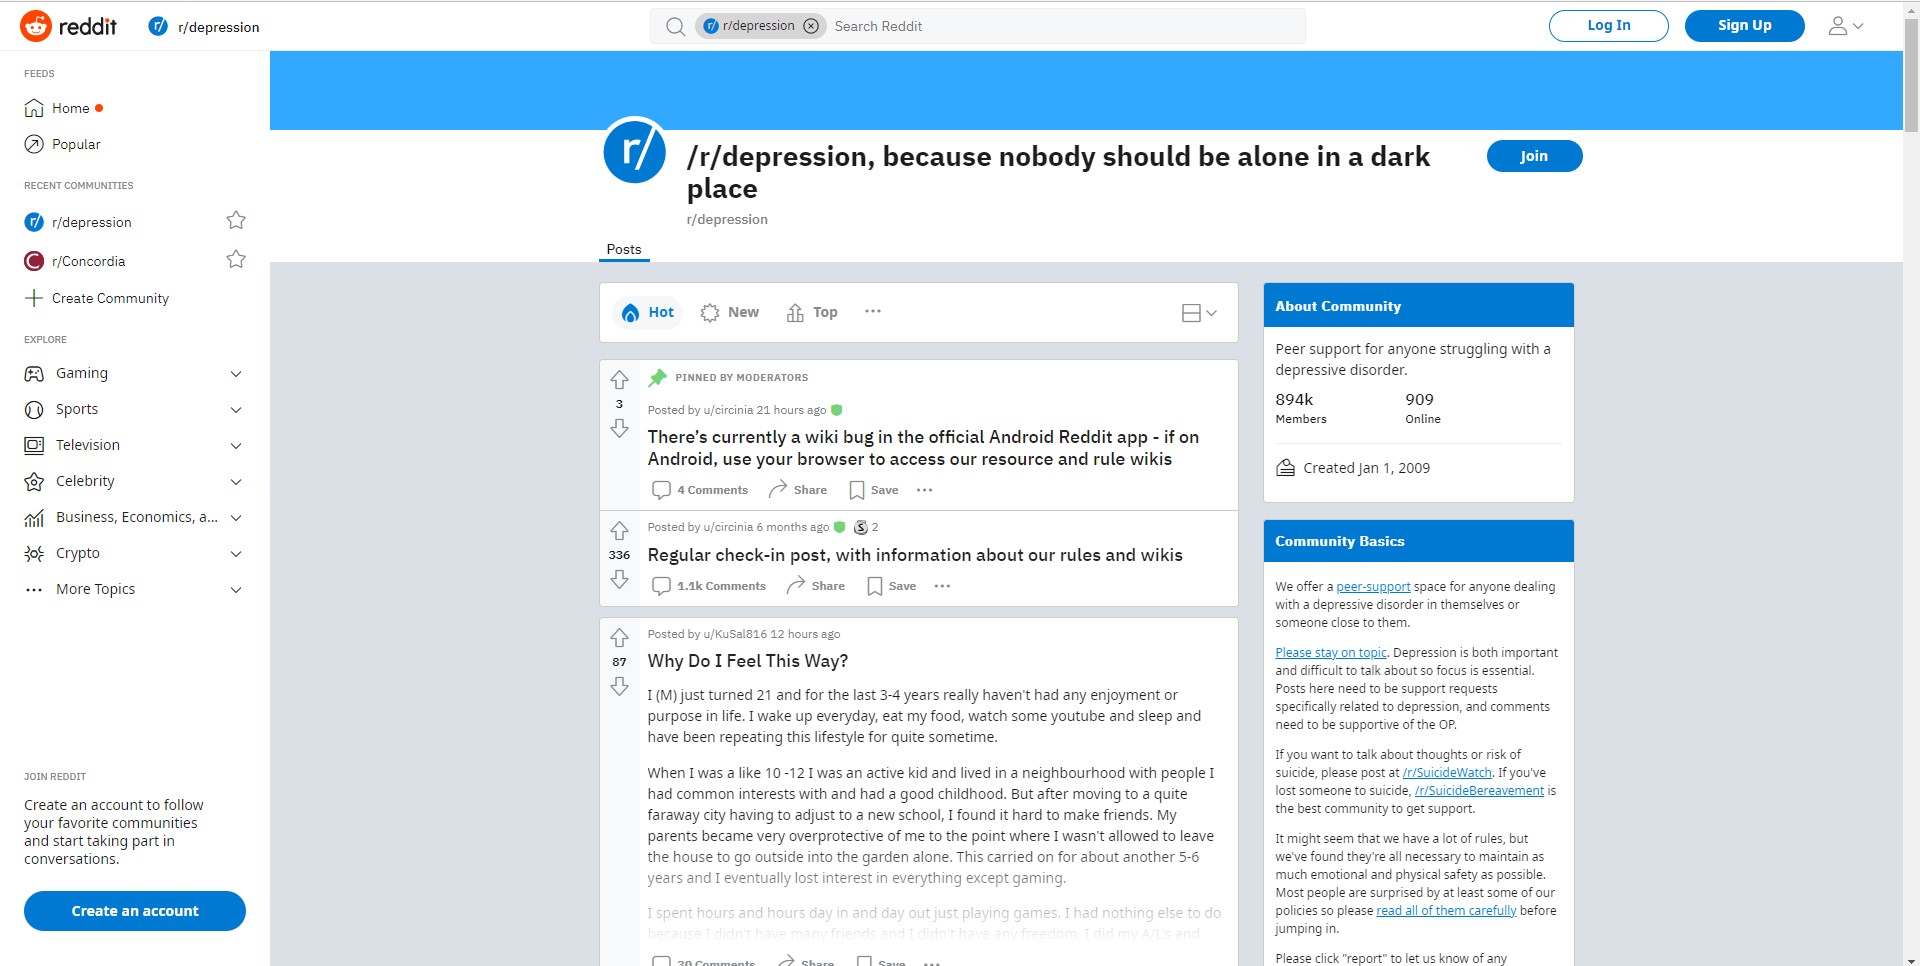 reddit
r/depression
r/depression
Search Reddit
Log In
Sign Up
FEEDS
Home
Popular
RECENT COMMUNITIES
r/depression
r/Concordia
Create Community
EXPLORE
Gaming
Sports
Television
Celebrity
Business, Economics, a...
Crypto
More Topics
JOIN REDDIT
Create an account to follow
your favorite communities
and start taking part in
conversations.
Create an account
r/
/r/depression, because nobody should be alone in a dark
place
r/depression
Join
Posts
Hot
New
Top
3
PINNED BY MODERATORS
Posted by u/circinia 21 hours ago
There's currently a wiki bug in the official Android Reddit app - if on
Android, use your browser to access our resource and rule wikis
4 Comments
Share
Save
336
Posted by u/circinia 6 months ago
S 2
Regular check-in post, with information about our rules and wikis
1.1k Comments
Share
Save
87
Posted by u/KuSal816 12 hours ago
Why Do I Feel This Way?
I (M) just turned 21 and for the last 3-4 years really haven't had any enjoyment or
purpose in life. I wake up everyday, eat my food, watch some youtube and sleep and
have been repeating this lifestyle for quite sometime.
When I was a like 10 -12 I was an active kid and lived in a neighbourhood with people I
had common interests with and had a good childhood. But after moving to a quite
faraway city having to adjust to a new school, I found it hard to make friends. My
parents became very overprotective of me to the point where I wasn't allowed to leave
the house to go outside into the garden alone. This carried on for about another 5-6
years and I eventually lost interest in everything except gaming.
I spent hours and hours day in and day out just playing games. I had nothing else to do
because I didn't have many friends and I didn't have any freedom. I did my A/L's and
30 Comments
Share
Save
About Community
Peer support for anyone struggling with a
depressive disorder.
894k
Members
909
Online
Created Jan 1, 2009
Community Basics
We offer a peer-support space for anyone dealing
with a depressive disorder in themselves or
someone close to them.
Please stay on topic. Depression is both important
and difficult to talk about so focus is essential.
Posts here need to be support requests
specifically related to depression, and comments
need to be supportive of the OP.
If you want to talk about thoughts or risk of
suicide, please post at /r/SuicideWatch. If you've
lost someone to suicide, /r/SuicideBereavement is
the best community to get support.
It might seem that we have a lot of rules, but
we've found they're all necessary to maintain as
much emotional and physical safety as possible.
Most people are surprised by at least some of our
policies so please read all of them carefully before
jumping in.
Please click "report" to let us know of any